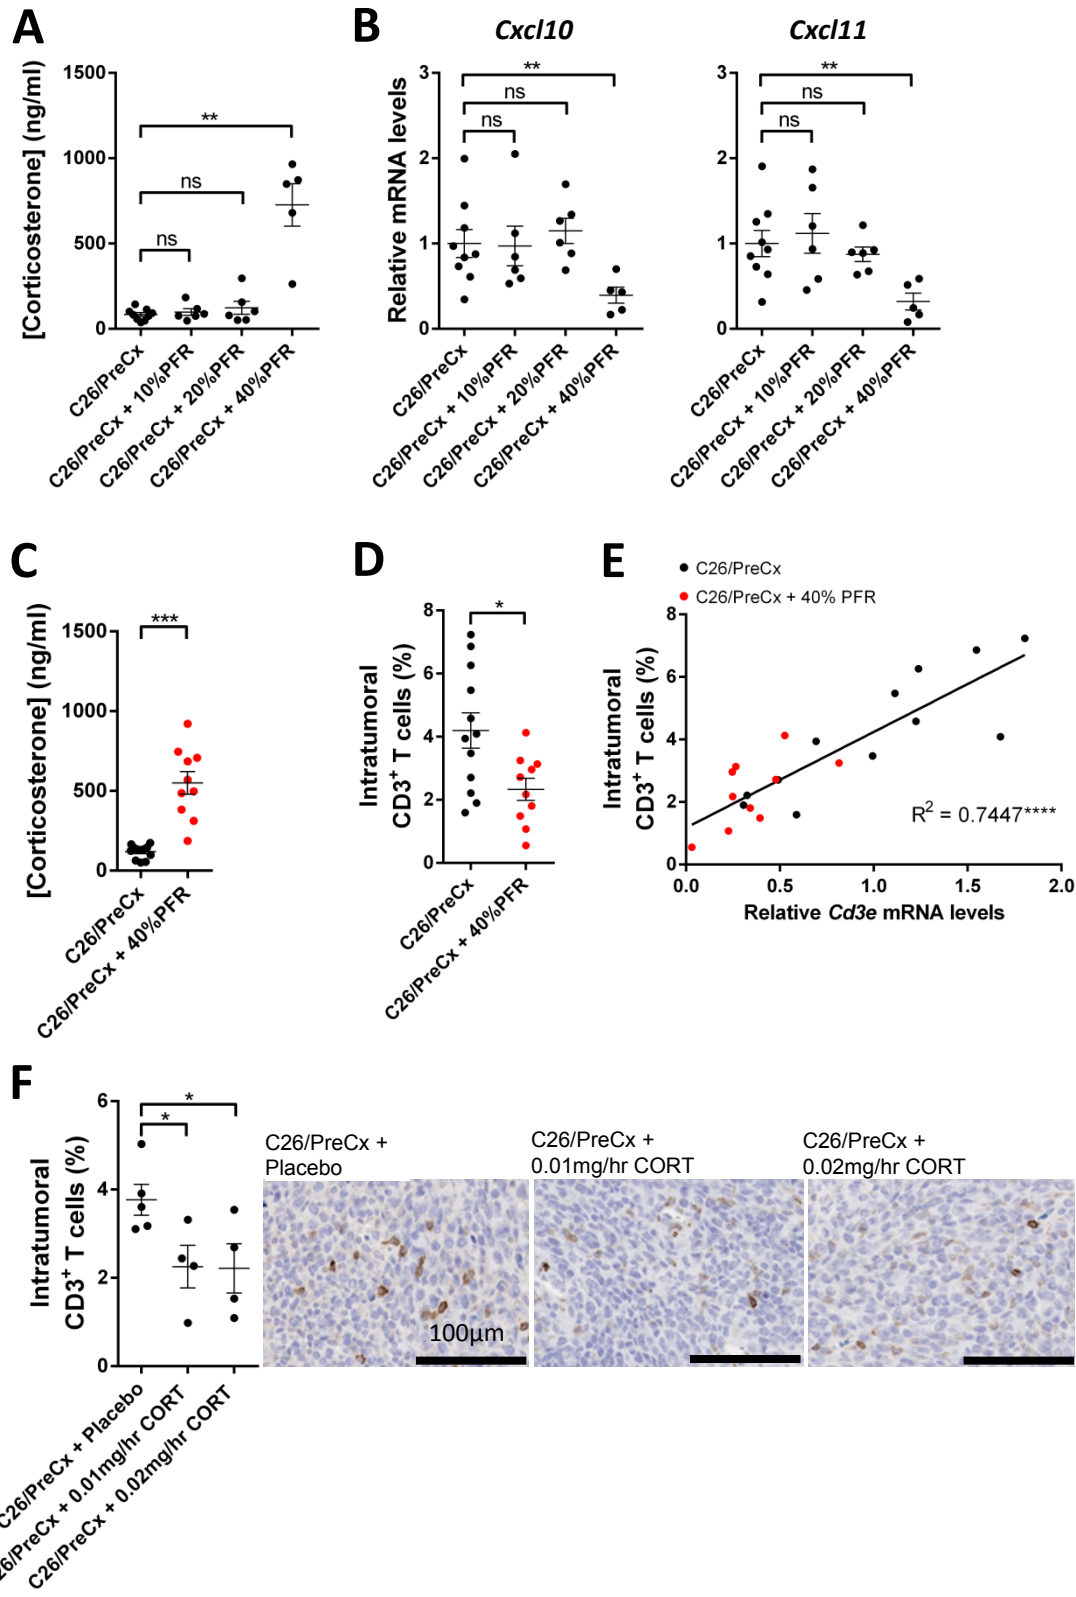 A
[Corticosterone] (ng/ml)
1500
1000
500
0
**
ns
ns
C26/PreCx
C26/PreCx + 10%PFR
C26/PreCx + 20%PFR
C26/PreCx + 40%PFR
B
Cxcl10
Relative mRNA levels
3
2
1
0
**
ns
ns
C26/PreCx
C26/PreCx + 10%PFR
C26/PreCx + 20%PFR
C26/PreCx + 40%PFR
Cxcl11
3
2
1
0
**
ns
ns
C26/PreCx
C26/PreCx + 10%PFR
C26/PreCx + 20%PFR
C26/PreCx + 40%PFR
C
[Corticosterone] (ng/ml)
1500
1000
500
0
***
C26/PreCx
C26/PreCx + 40%PFR
D
Intratumoral
CD3⁺ T cells (%)
8
6
4
2
0
*
C26/PreCx
C26/PreCx + 40%PFR
E
C26/PreCx
C26/PreCx + 40% PFR
Intratumoral
CD3⁺ T cells (%)
8
6
4
2
0
R² = 0.7447****
0.0 0.5 1.0 1.5 2.0
Relative Cd3e mRNA levels
F
Intratumoral
CD3⁺ T cells (%)
6
4
2
0
*
*
C26/PreCx + Placebo
26/PreCx + 0.01mg/hr CORT
C26/PreCx + 0.02mg/hr CORT
C26/PreCx +
Placebo
100µm
C26/PreCx +
0.01mg/hr CORT
C26/PreCx +
0.02mg/hr CORT